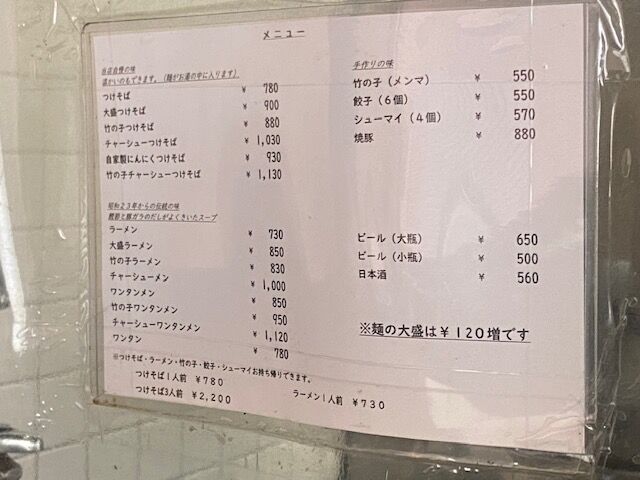 メニュー
当店自慢の味
温かいのもできます。(麺がお湯の中に入ります)
つけそば ¥ 780
大盛つけそば ¥ 900
竹の子つけそば ¥ 880
チャーシューつけそば ¥ 1,030
自家製にんにくつけそば ¥ 930
竹の子チャーシューつけそば ¥ 1,130
昭和23年からの伝統の味
鰹節と豚ガラのだしがよくきいたスープ
ラーメン ¥ 730
大盛ラーメン ¥ 850
竹の子ラーメン ¥ 830
チャーシューメン ¥ 1,000
ワンタンメン ¥ 850
竹の子ワンタンメン ¥ 950
チャーシューワンタンメン ¥ 1,120
ワンタン ¥ 780
※つけそば・ラーメン・竹の子・餃子・シューマイお持ち帰りできます。
つけそば1人前 ¥780
つけそば3人前 ¥2,200
ラーメン1人前 ¥730
手作りの味
竹の子(メンマ) ¥ 550
餃子(6個) ¥ 550
シューマイ(4個) ¥ 570
焼豚 ¥ 880
ビール(大瓶) ¥ 650
ビール(小瓶) ¥ 500
日本酒 ¥ 560
※麺の大盛は¥120増です